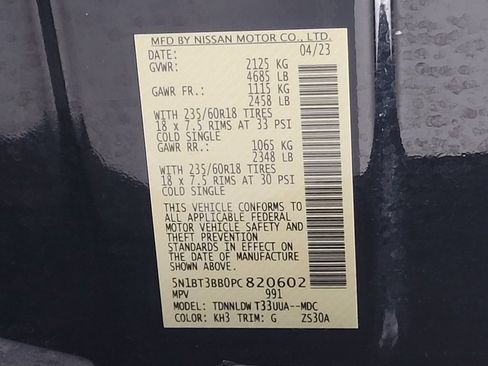 MFD BY NISSAN MOTOR CO., LTD.
DATE: 04/23
GVWR: 2125 KG
4685 LB
GAWR FR.: 1115 KG
2458 LB
WITH 235/60R18 TIRES
18 x 7.5 RIMS AT 33 PSI
COLD SINGLE
GAWR RR.: 1065 KG
2348 LB
WITH 235/60R18 TIRES
18 x 7.5 RIMS AT 30 PSI
COLD SINGLE
THIS VEHICLE CONFORMS TO
ALL APPLICABLE FEDERAL
MOTOR VEHICLE SAFETY AND
AND THEFT PREVENTION
STANDARDS IN EFFECT ON
THE DATE OF MANUFACTURE
SHOWN ABOVE.
5N1BT3BB0PC820602
MPV 991
MODEL: TDNNLDW T33UUA--MDC
COLOR: KH3 TRIM: G ZS30A